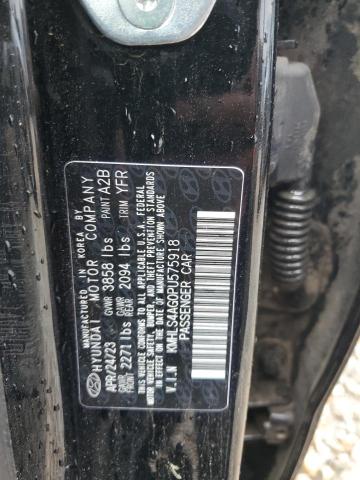 HYUNDAI MOTOR COMPANY
MADE IN KOREA BY
APR/24/23 GVWR 3858 lbs PAINT A2B
GAWR FRONT 2271 lbs GAWR REAR 2094 lbs TRIM YFR
THIS VEHICLE CONFORMS TO ALL APPLICABLE U.S.A. FEDERAL
MOTOR VEHICLE SAFETY, BUMPER, AND THEFT PREVENTION STANDARDS
IN EFFECT ON THE DATE OF MANUFACTURE SHOWN ABOVE.
V.I.N KMHLS4AG0PU575918
PASSENGER CAR